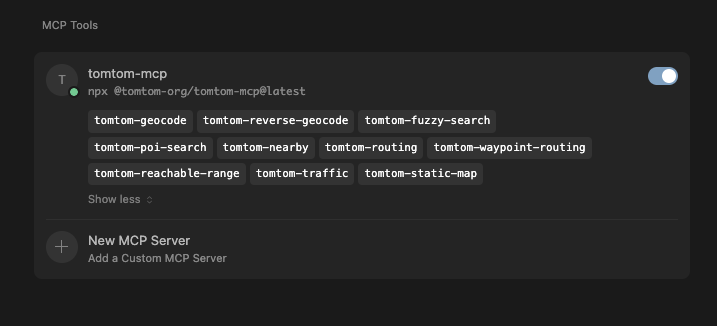 MCP Tools
T
tomtom-mcp
npx @tomtom-org/tomtom-mcp@latest
tomtom-geocode tomtom-reverse-geocode tomtom-fuzzy-search
tomtom-poi-search tomtom-nearby tomtom-routing tomtom-waypoint-routing
tomtom-reachable-range tomtom-traffic tomtom-static-map
Show less
New MCP Server
Add a Custom MCP Server